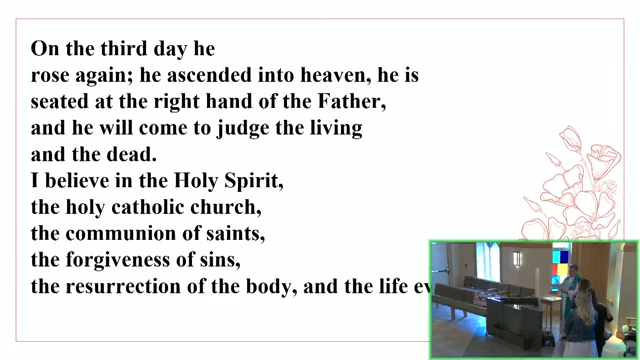 On the third day he
rose again; he ascended into heaven, he is
seated at the right hand of the Father,
and he will come to judge the living
and the dead.
I believe in the Holy Spirit,
the holy catholic church,
the communion of saints,
the forgiveness of sins,
the resurrection of the body, and the life